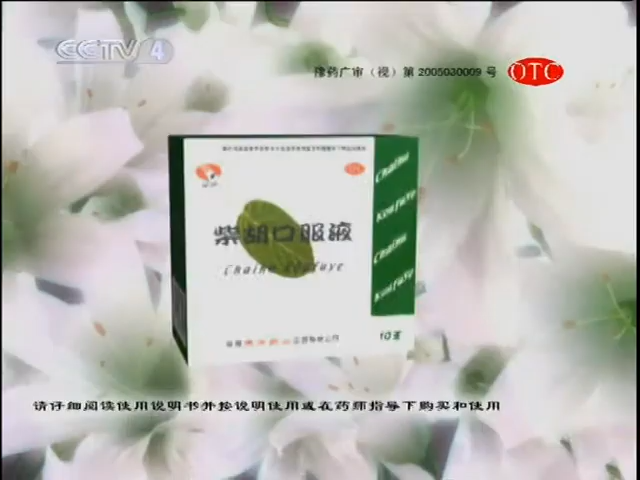 CCTV 4
豫药广审（视）第 2005030009 号
OTC
柴胡口服液
Chaihu Koufuye
10支
Chaihu
Koufuye
Chaihu
Koufuye
请仔细阅读使用说明书并按说明使用或在药师指导下购买和使用